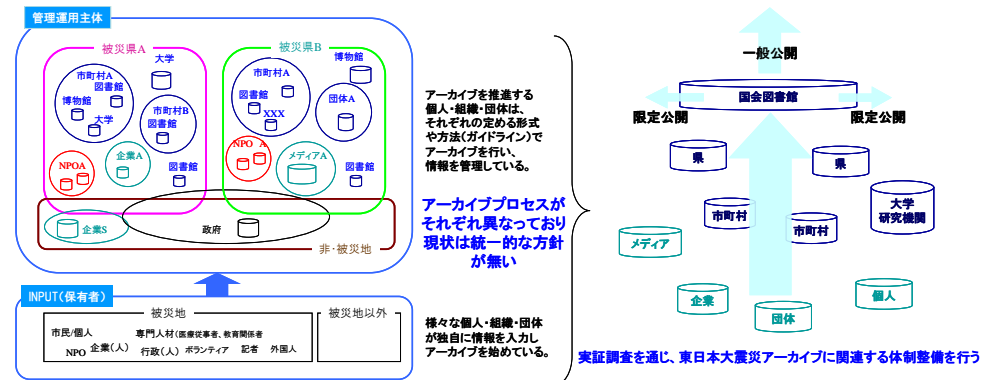 管理運用主体
被災県A
大学
市町村A
図書館
博物館
大学
市町村B
図書館
NPOA
企業A
図書館
被災県B
博物館
市町村A
図書館
XXX
団体A
NPO A
メディアA
図書館
企業S
政府
非・被災地
INPUT(保有者)
被災地
市民/個人
専門人材(医療従事者、教育関係者
NPO
企業(人)
行政(人)
ボランティア
記者
外国人
被災地以外
アーカイブを推進する
個人・組織・団体は、
それぞれの定める形式
や方法(ガイドライン)で
アーカイブを行い、
情報を管理している。
アーカイブプロセスが
それぞれ異なっており
現状は統一的な方針
が無い
様々な個人・組織・団体
が独自に情報を入力し
アーカイブを始めている。
一般公開
国会図書館
限定公開
限定公開
県
県
市町村
市町村
大学
研究機関
メディア
企業
団体
個人
実証調査を通じ、東日本大震災アーカイブに関連する体制整備を行う